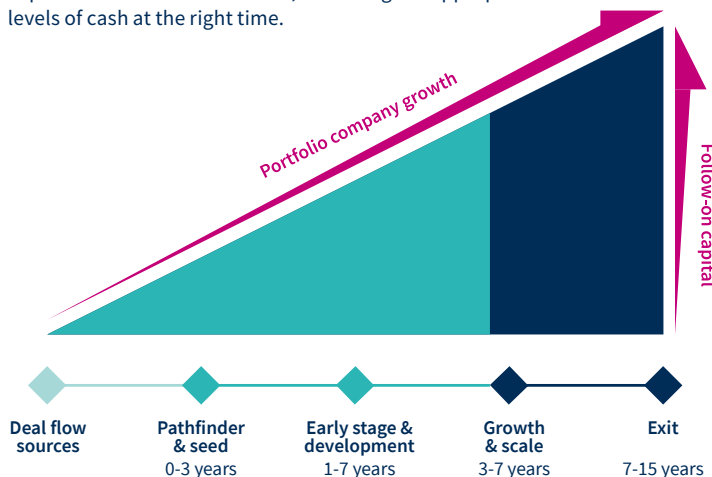 levels of cash at the right time.
Portfolio company growth
Follow-on capital
Deal flow
sources
Pathfinder
& seed
0-3 years
Early stage &
development
1-7 years
Growth
& scale
3-7 years
Exit
7-15 years